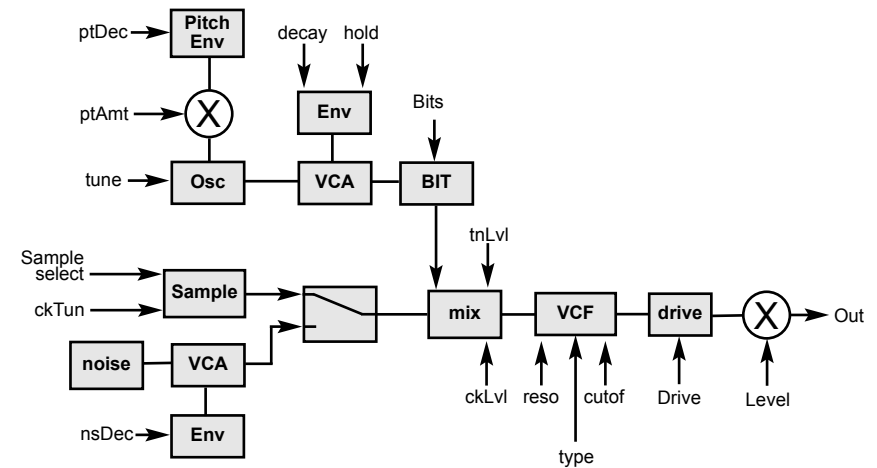 ptDec
Pitch
Env
decay
hold
ptAmt
X
Env
Bits
tune
Osc
VCA
BIT
tnLvl
Sample
select
ckTun
Sample
mix
VCF
drive
X
Out
noise
VCA
ckLvl
reso
cutof
Drive
Level
nsDec
Env
type